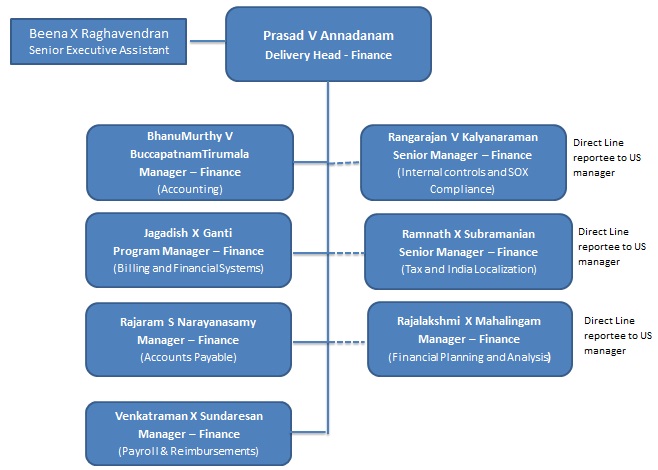 Beena X Raghavendran
Senior Executive Assistant
Prasad V Annadanam
Delivery Head - Finance
BhanuMurthy V
BuccapatnamTirumala
Manager – Finance
(Accounting)
Rangarajan V Kalyanaraman
Senior Manager – Finance
(Internal controls and SOX
Compliance)
Direct Line
reportee to US
manager
Jagadish X Ganti
Program Manager – Finance
(Billing and Financial Systems)
Ramnath X Subramanian
Senior Manager – Finance
(Tax and India Localization)
Direct Line
reportee to US
manager
Rajaram S Narayanasamy
Manager – Finance
(Accounts Payable)
Rajalakshmi X Mahalingam
Manager – Finance
(Financial Planning and Analysis)
Direct Line
reportee to US
manager
Venkatraman X Sundaresan
Manager – Finance
(Payroll & Reimbursements)